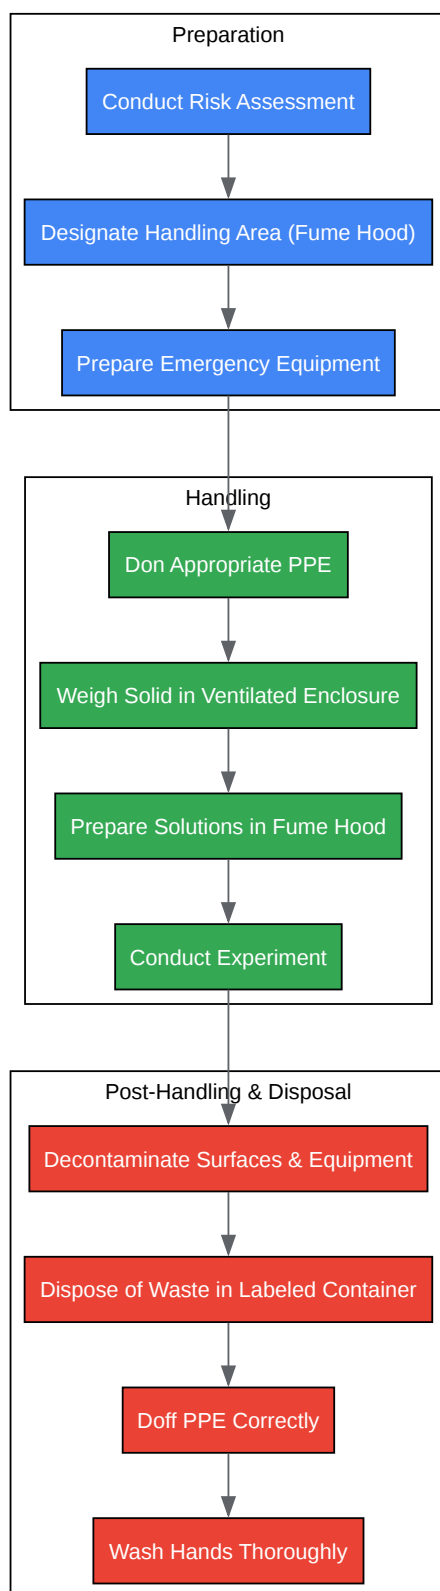 Preparation
Conduct Risk Assessment
Designate Handling Area (Fume Hood)
Prepare Emergency Equipment
Handling
Don Appropriate PPE
Weigh Solid in Ventilated Enclosure
Prepare Solutions in Fume Hood
Conduct Experiment
Post-Handling & Disposal
Decontaminate Surfaces & Equipment
Dispose of Waste in Labeled Container
Doff PPE Correctly
Wash Hands Thoroughly